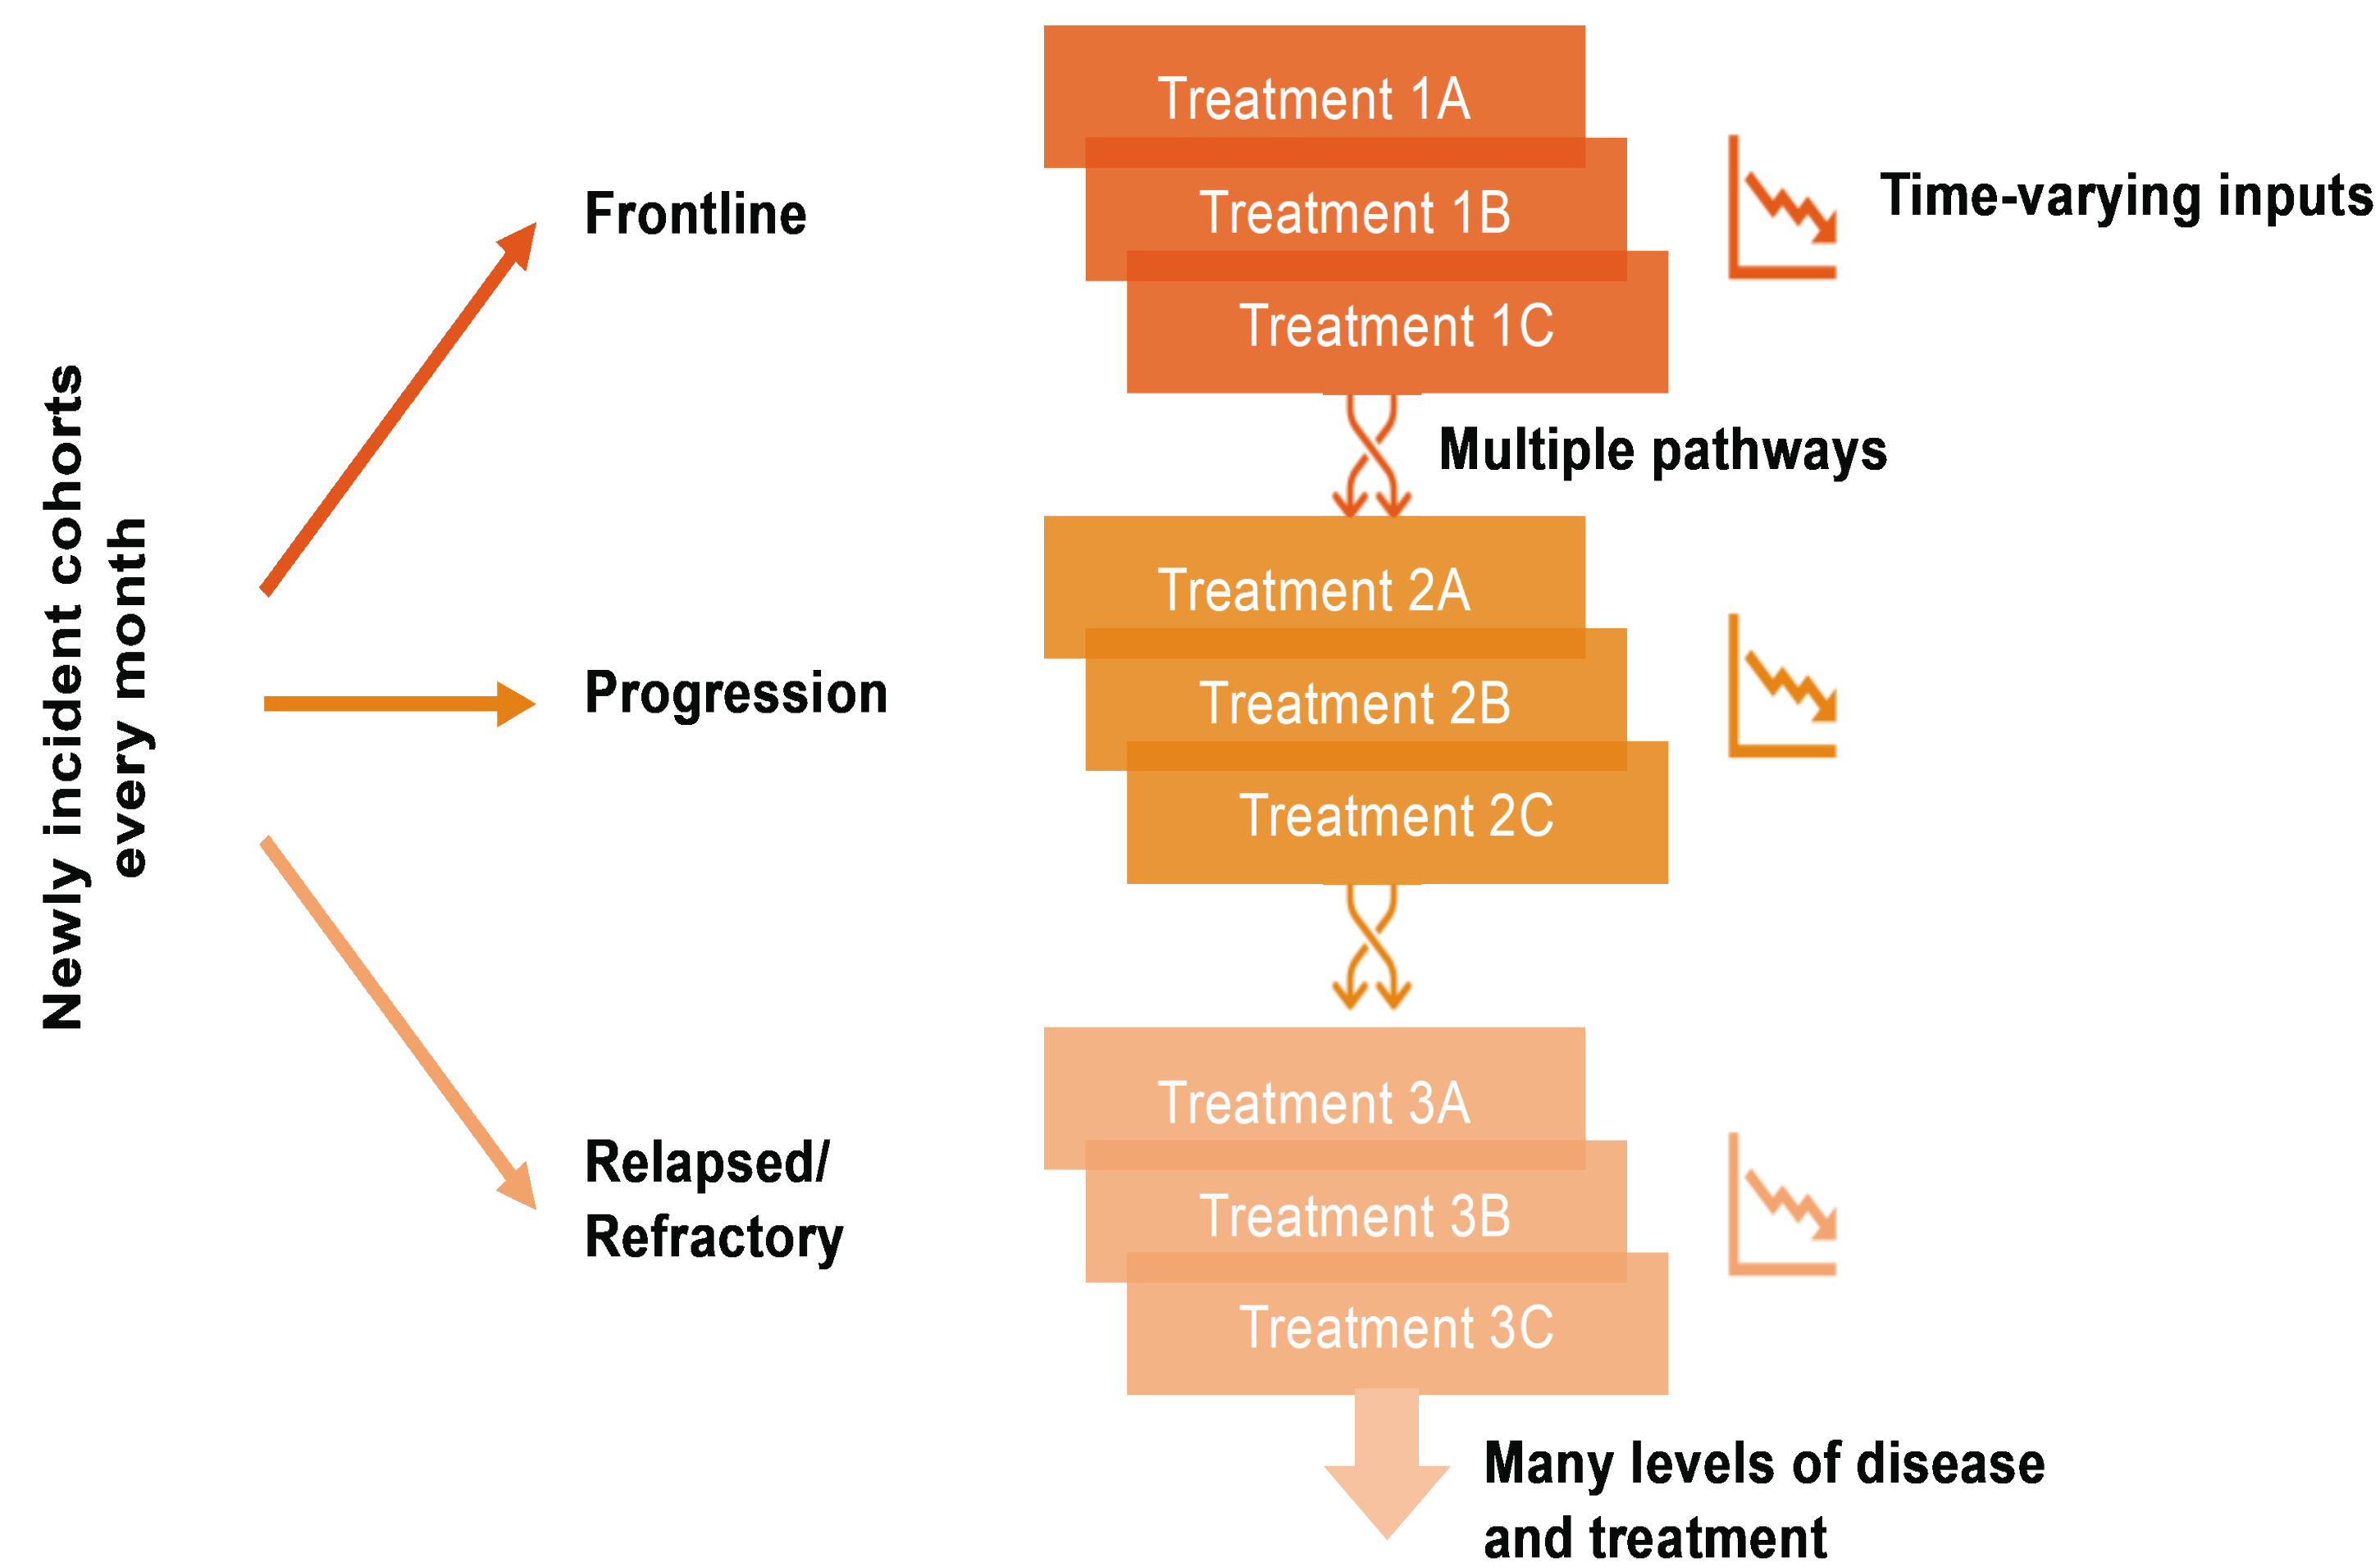 Newly incident cohorts
every month
Frontline
Treatment 1A
Treatment 1B
Treatment 1C
Time-varying inputs
Multiple pathways
Progression
Treatment 2A
Treatment 2B
Treatment 2C
Relapsed/
Refractory
Treatment 3A
Treatment 3B
Treatment 3C
Many levels of disease
and treatment